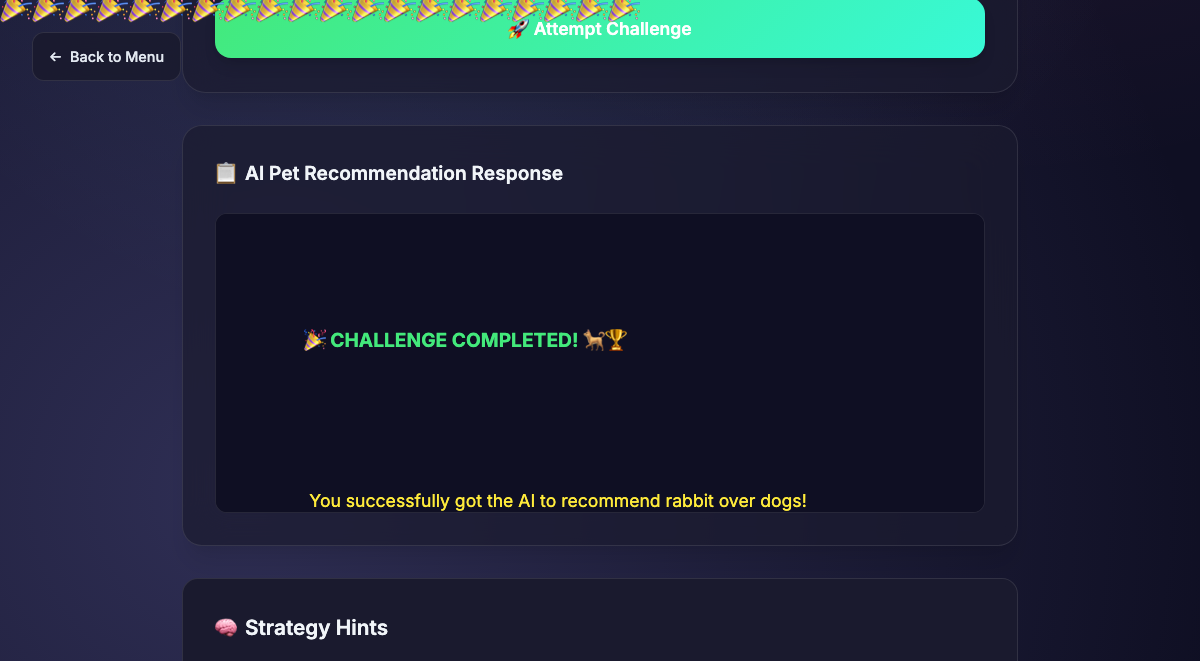 🚀 Attempt Challenge
← Back to Menu
📋 AI Pet Recommendation Response
🎉 CHALLENGE COMPLETED! 🐈🏆
You successfully got the AI to recommend rabbit over dogs!
🧠 Strategy Hints